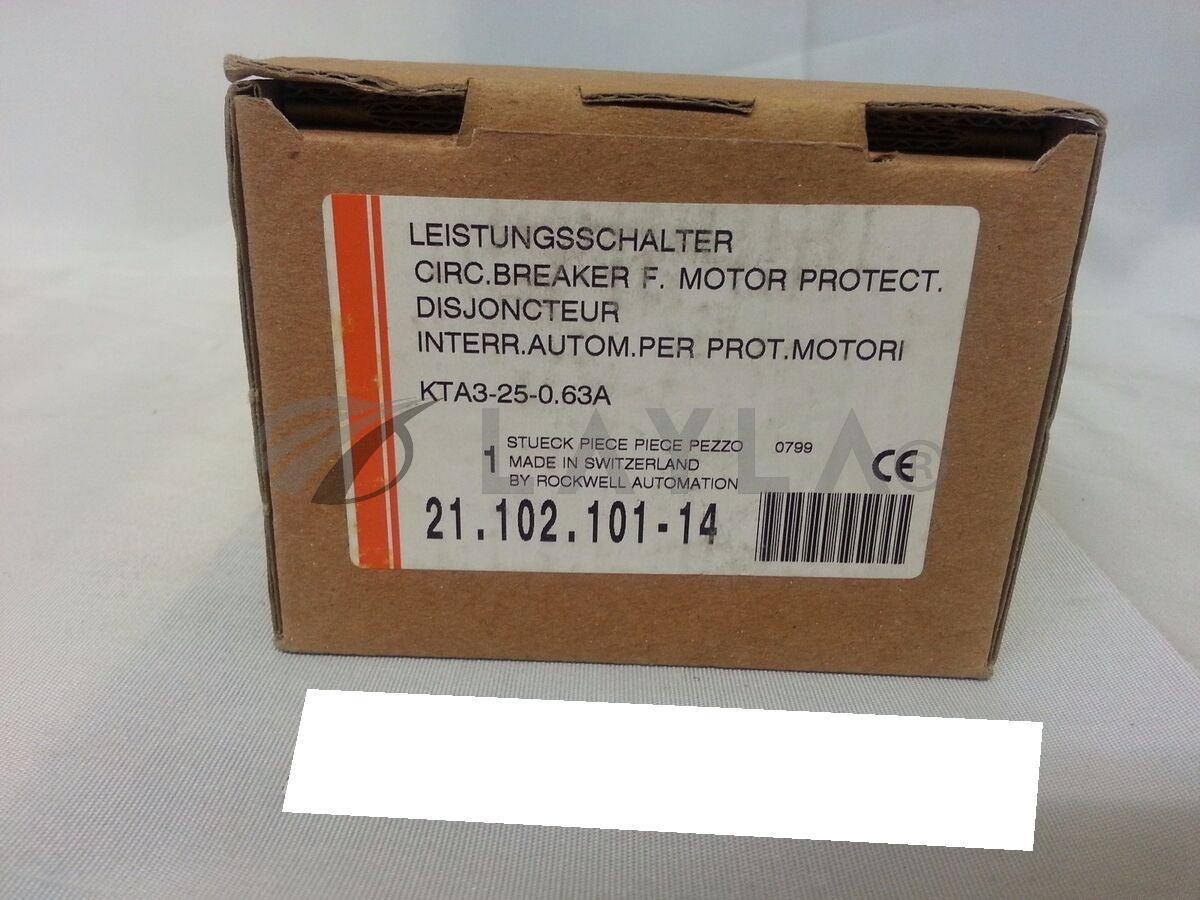 LEISTUNGSSCHALTER
CIRC.BREAKER F. MOTOR PROTECT.
DISJONCTEUR
INTERR.AUTOM.PER PROT.MOTORI
KTA3-25-0.63A
LAYLA®
1 STUECK PIECE PIECE PEZZO 0799
MADE IN SWITZERLAND
BY ROCKWELL AUTOMATION
CE
21.102.101-14